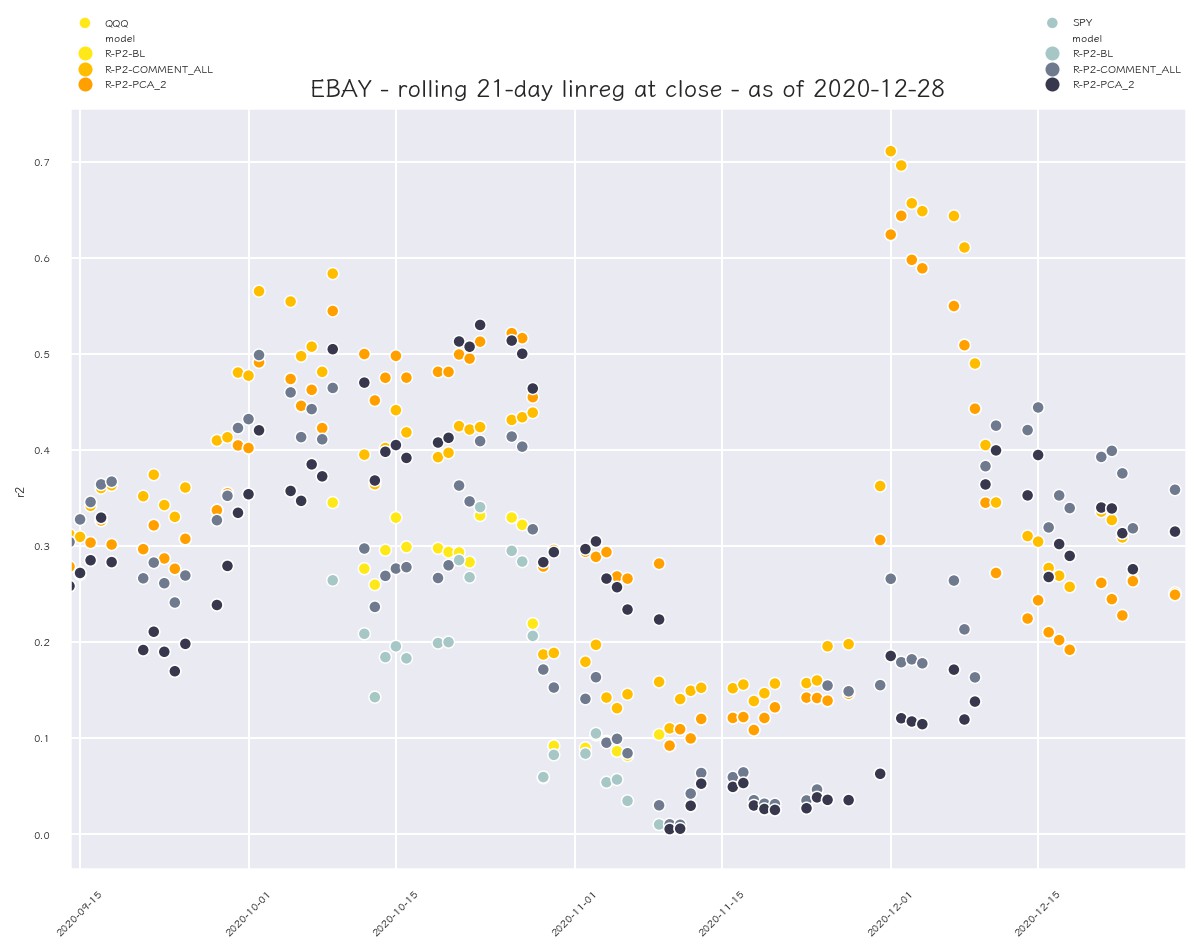 QQQ
model
R-P2-BL
R-P2-COMMENT_ALL
R-P2-PCA_2
SPY
model
R-P2-BL
R-P2-COMMENT_ALL
R-P2-PCA_2
EBAY - rolling 21-day linreg at close - as of 2020-12-28
r2
0.7
0.6
0.5
0.4
0.3
0.2
0.1
0.0
2020-09-15
2020-10-01
2020-10-15
2020-11-01
2020-11-15
2020-12-01
2020-12-15